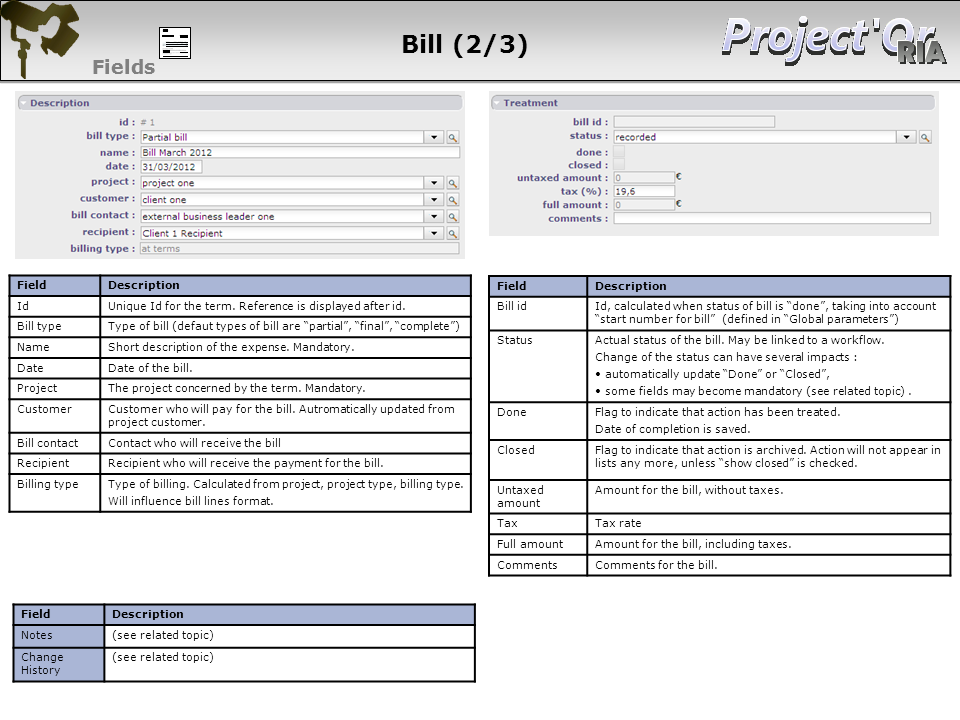 Bill (2/3)
Project'Or
RIA
Fields
Description
id : # 1
bill type : Partial bill
name : Bill March 2012
date : 31/03/2012
project : project one
customer : client one
bill contact : external business leader one
recipient : Client 1 Recipient
billing type : at terms
Treatment
bill id :
status : recorded
done :
closed :
untaxed amount : 0 €
tax (%) : 19,6
full amount : 0 €
comments :
Field Description
Id Unique Id for the term. Reference is displayed after id.
Bill type Type of bill (defaut types of bill are “partial”, “final”, “complete”)
Name Short description of the expense. Mandatory.
Date Date of the bill.
Project The project concerned by the term. Mandatory.
Customer Customer who will pay for the bill. Autromatically updated from
project customer.
Bill contact Contact who will receive the bill
Recipient Recipient who will receive the payment for the bill.
Billing type Type of billing. Calculated from project, project type, billing type.
Will influence bill lines format.
Field Description
Bill id Id, calculated when status of bill is “done”, taking into account
“start number for bill” (defined in “Global parameters”)
Status Actual status of the bill. May be linked to a workflow.
Change of the status can have several impacts :
• automatically update “Done” or “Closed”,
• some fields may become mandatory (see related topic) .
Done Flag to indicate that action has been treated.
Date of completion is saved.
Closed Flag to indicate that action is archived. Action will not appear in
lists any more, unless “show closed” is checked.
Untaxed Amount for the bill, without taxes.
amount
Tax Tax rate
Full amount Amount for the bill, including taxes.
Comments Comments for the bill.
Field Description
Notes (see related topic)
Change (see related topic)
History